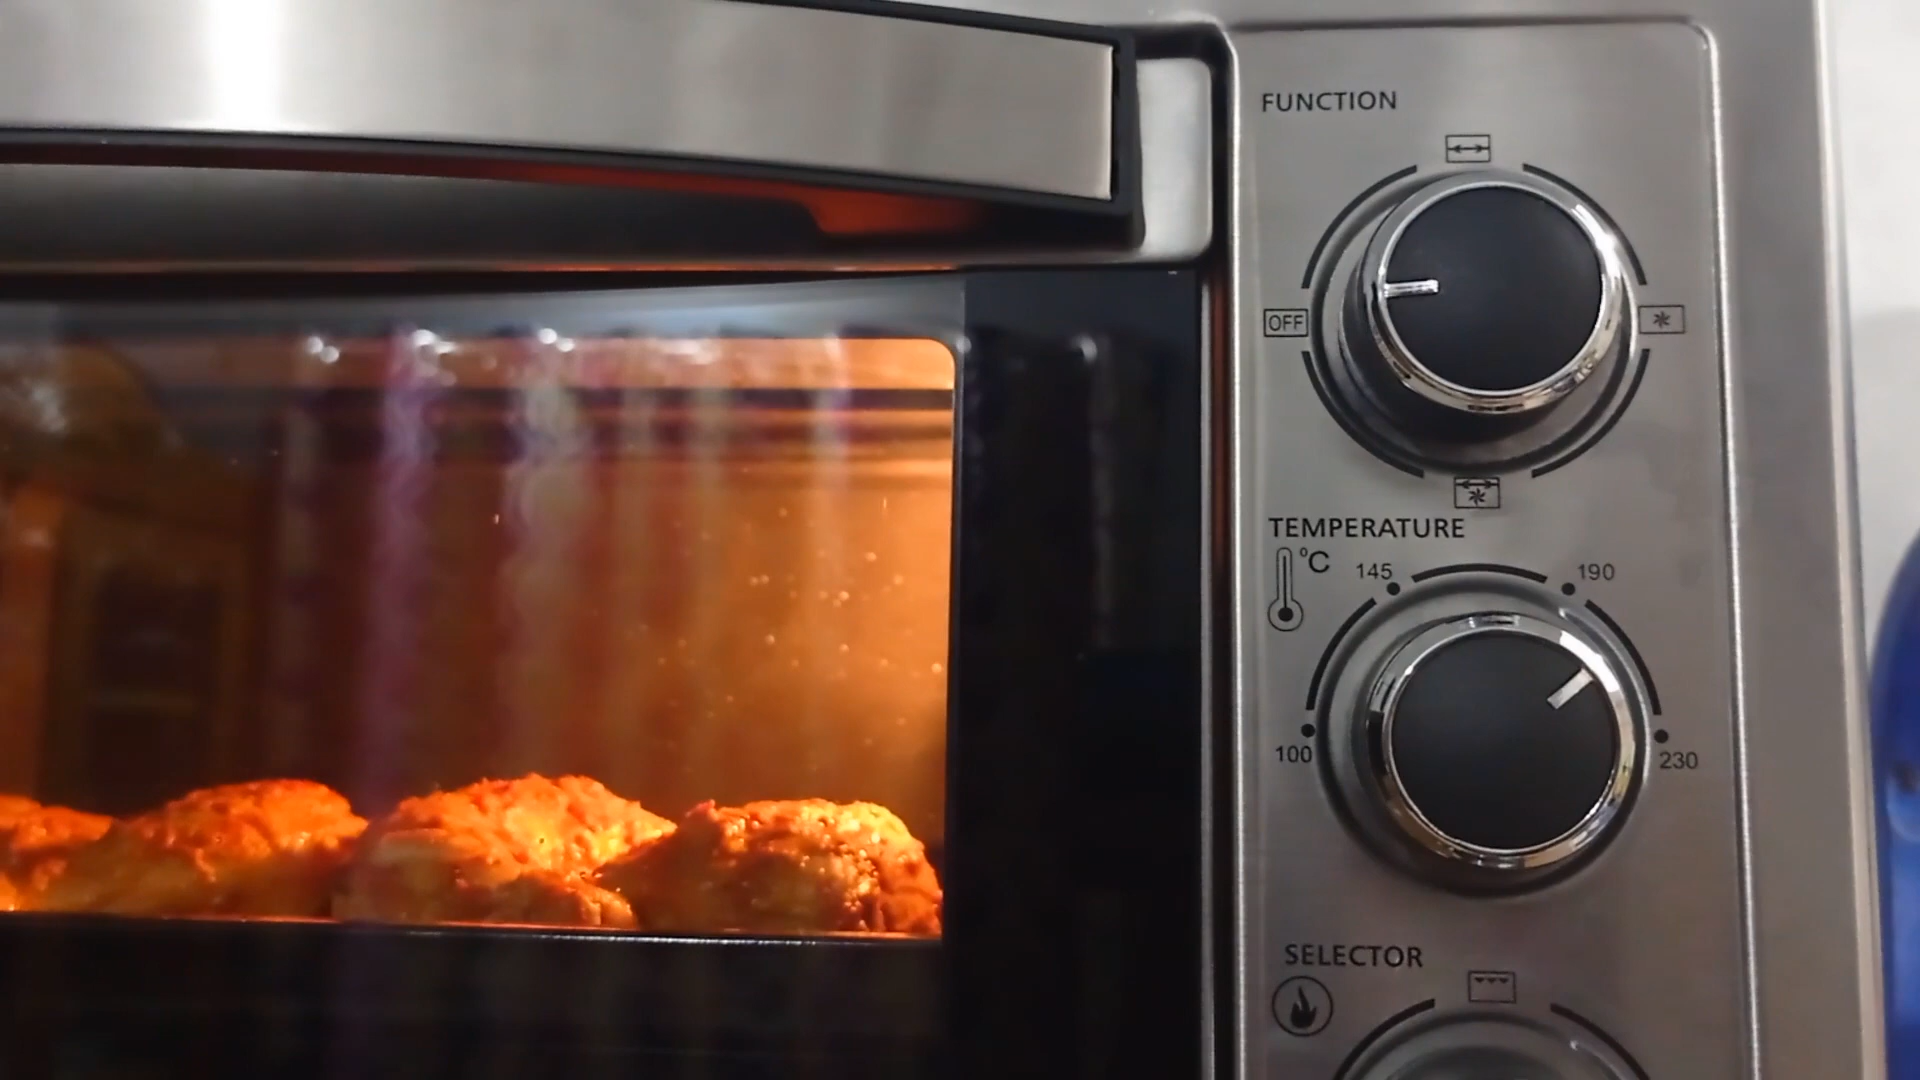 FUNCTION
OFF
TEMPERATURE
°C
145
190
100
230
SELECTOR